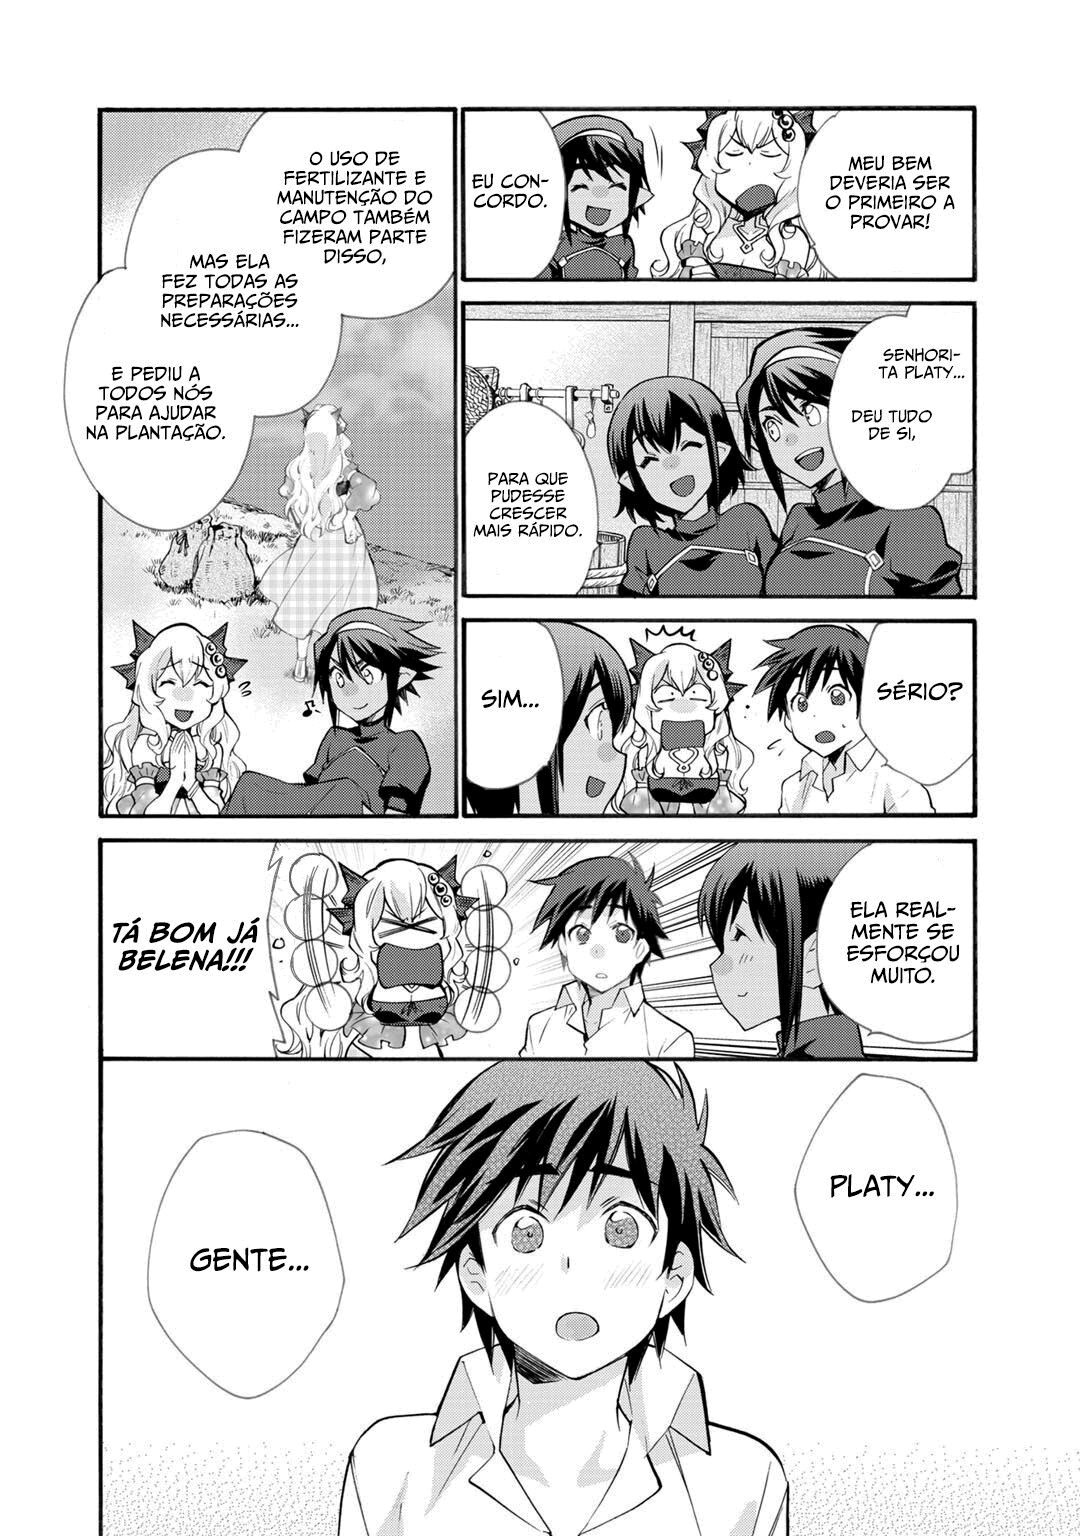 MEU BEM
DEVERIA SER
O PRIMEIRO A
PROVAR!
EU CON-
CORDO.
SENHORI-
TA PLATY...
DEU TUDO
DE SI,
PARA QUE
PUDESSE
CRESCER
MAIS RÁPIDO.
SÉRIO?
SIM...
O USO DE
FERTILIZANTE E
MANUTENÇÃO DO
CAMPO TAMBÉM
FIZERAM PARTE
DISSO,
MAS ELA
FEZ TODAS AS
PREPARAÇÕES
NECESSÁRIAS...
E PEDIU A
TODOS NÓS
PARA AJUDAR
NA PLANTAÇÃO.
ELA REAL-
MENTE SE
ESFORÇOU
MUITO.
TÁ BOM JÁ
BELENA!!!
PLATY...
GENTE...